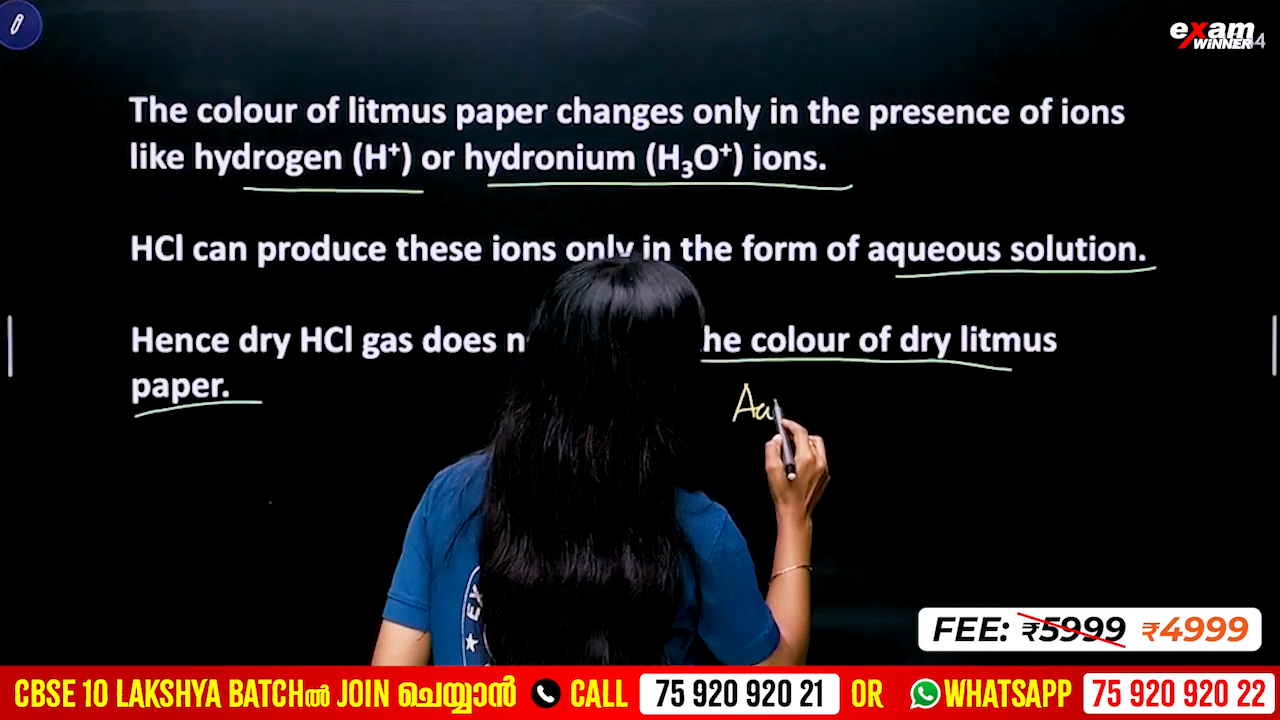 exam
WINNER
The colour of litmus paper changes only in the presence of ions
like hydrogen (H⁺) or hydronium (H₃O⁺) ions.
HCl can produce these ions only in the form of aqueous solution.
Hence dry HCl gas does he colour of dry litmus
paper.
FEE: ₹5999 ₹4999
CBSE 10 LAKSHYA BATCHൽ JOIN ചെയ്യാൻ CALL 75 920 920 21 OR WHATSAPP 75 920 920 22